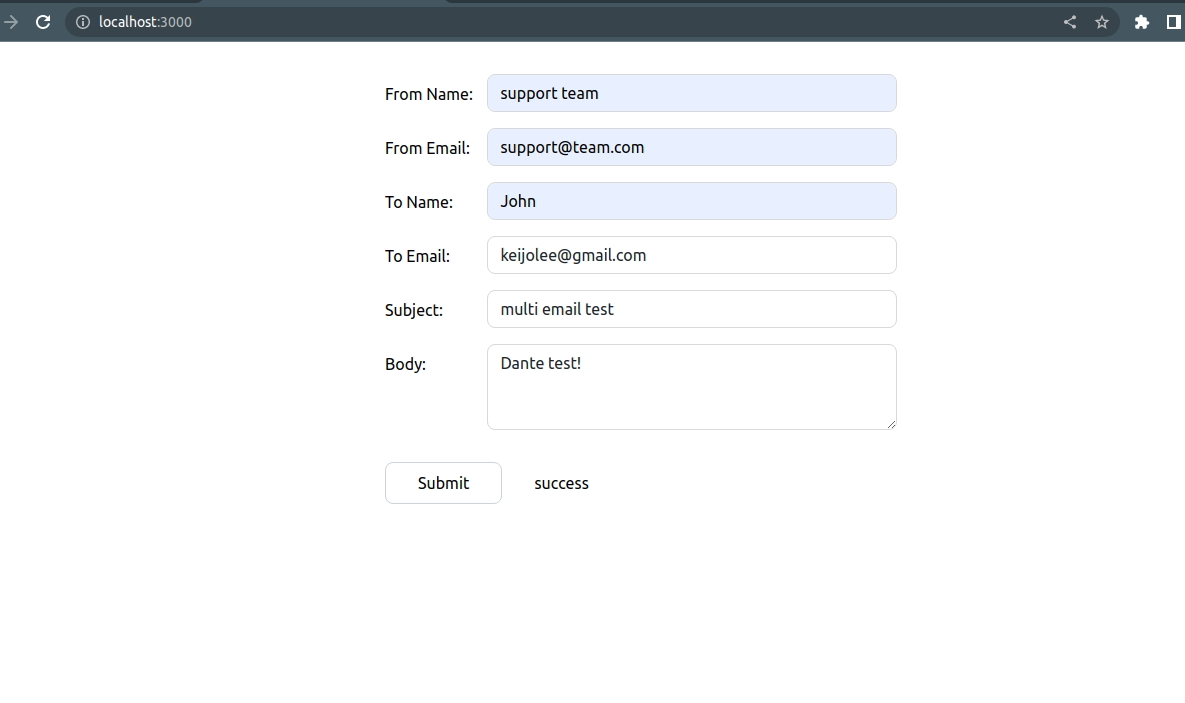 localhost:3000
From Name: support team
From Email: support@team.com
To Name: John
To Email: keijolee@gmail.com
Subject: multi email test
Body: Dante test!
Submit success